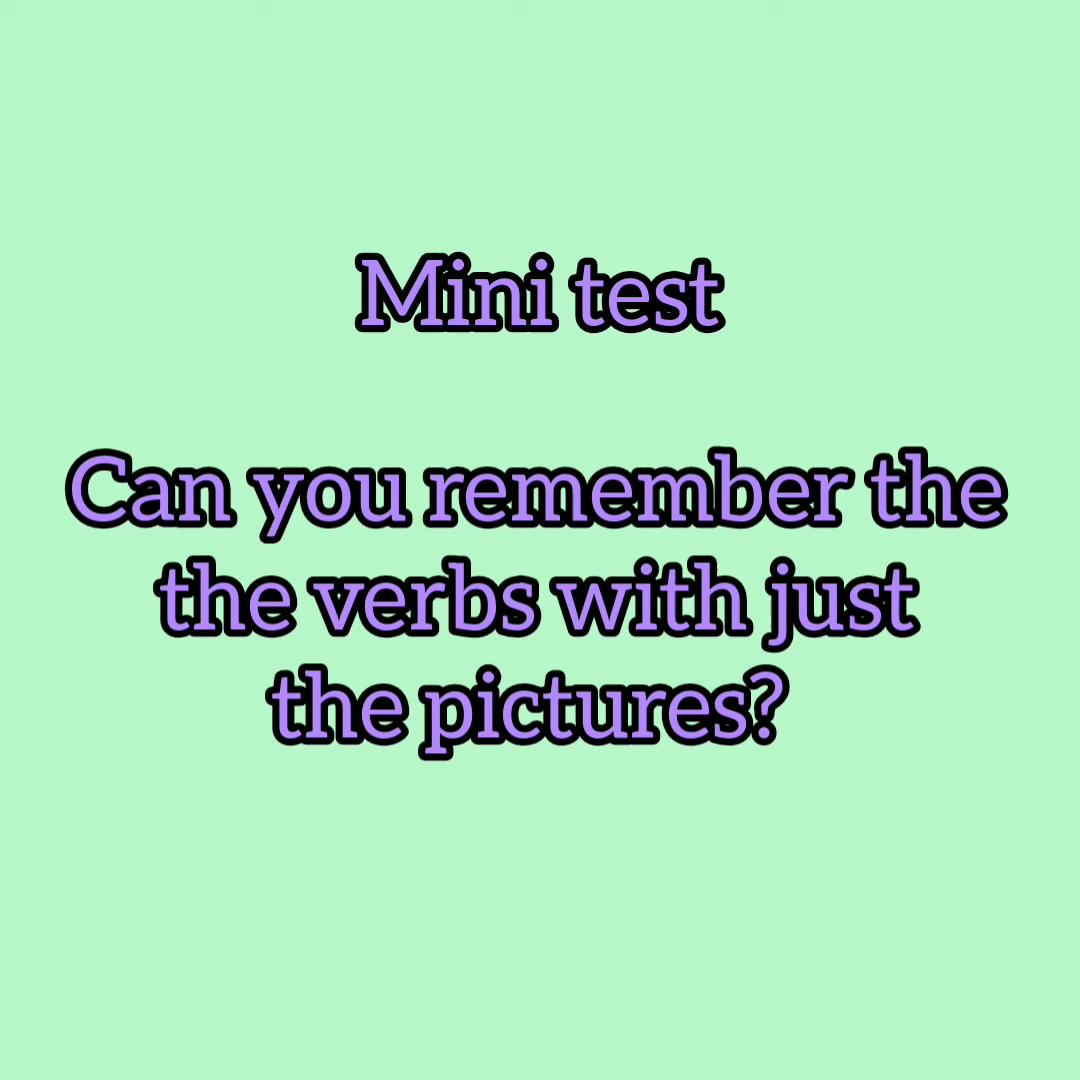 Mini test
Can you remember the
the verbs with just
the pictures?